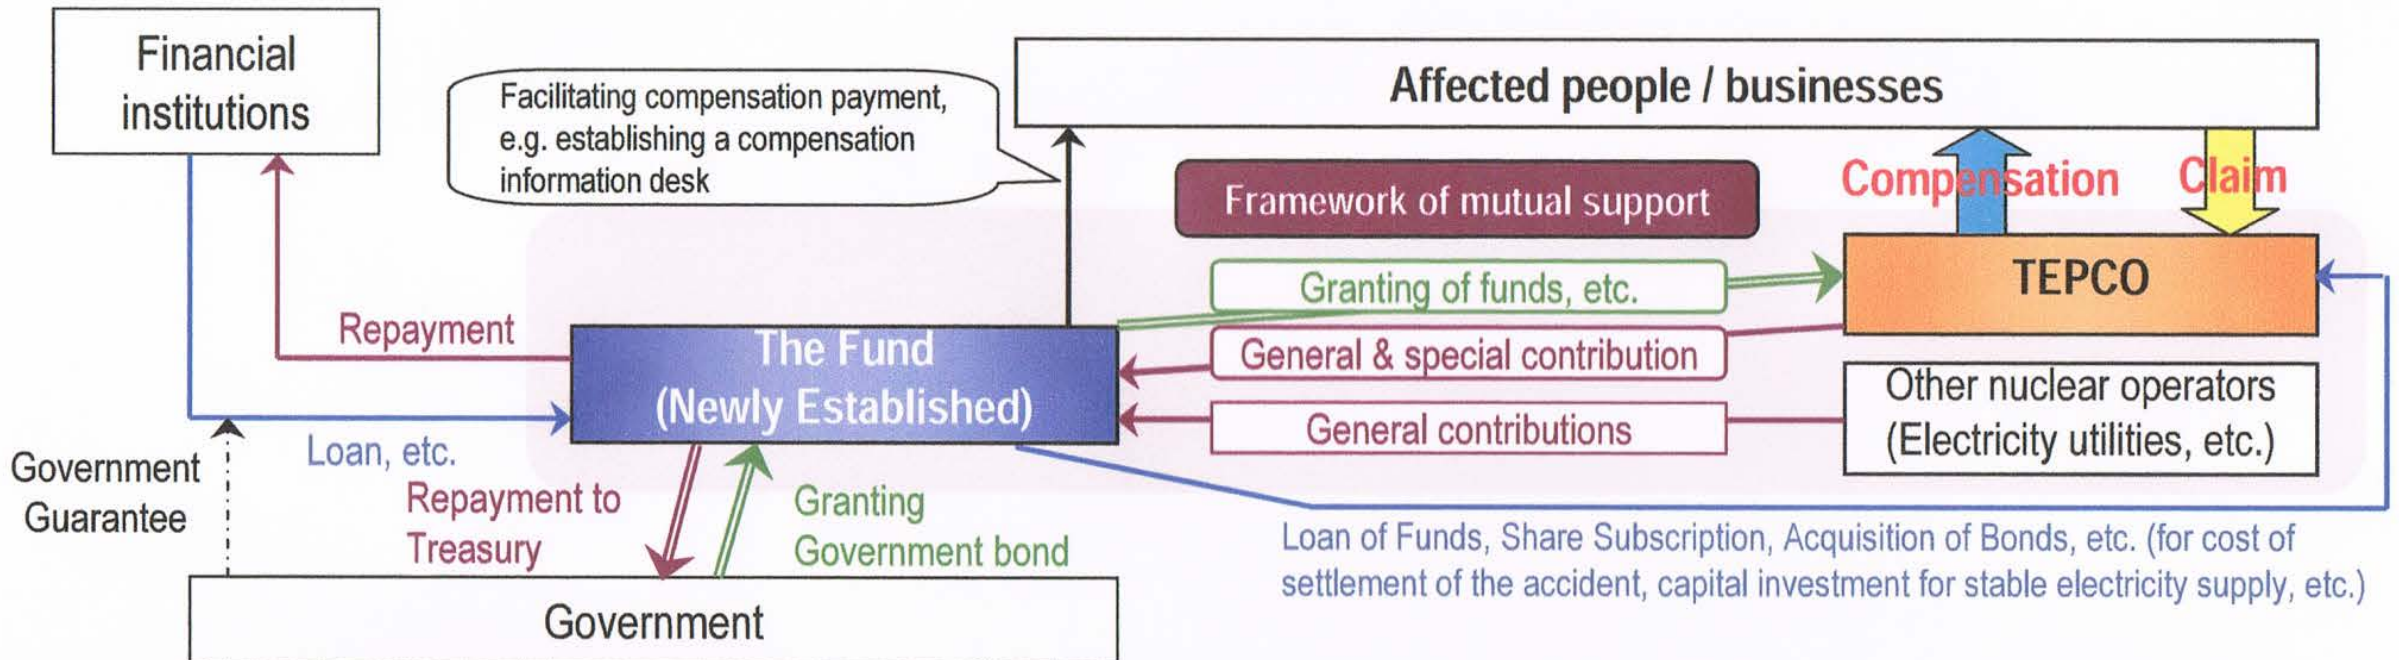 Financial
institutions
Facilitating compensation payment,
e.g. establishing a compensation
information desk
Affected people / businesses
Framework of mutual support
Compensation
Claim
Granting of funds, etc.
TEPCO
Repayment
The Fund
(Newly Established)
General & special contribution
General contributions
Other nuclear operators
(Electricity utilities, etc.)
Loan, etc.
Government
Guarantee
Repayment to
Treasury
Granting
Government bond
Loan of Funds, Share Subscription, Acquisition of Bonds, etc. (for cost of
settlement of the accident, capital investment for stable electricity supply, etc.)
Government